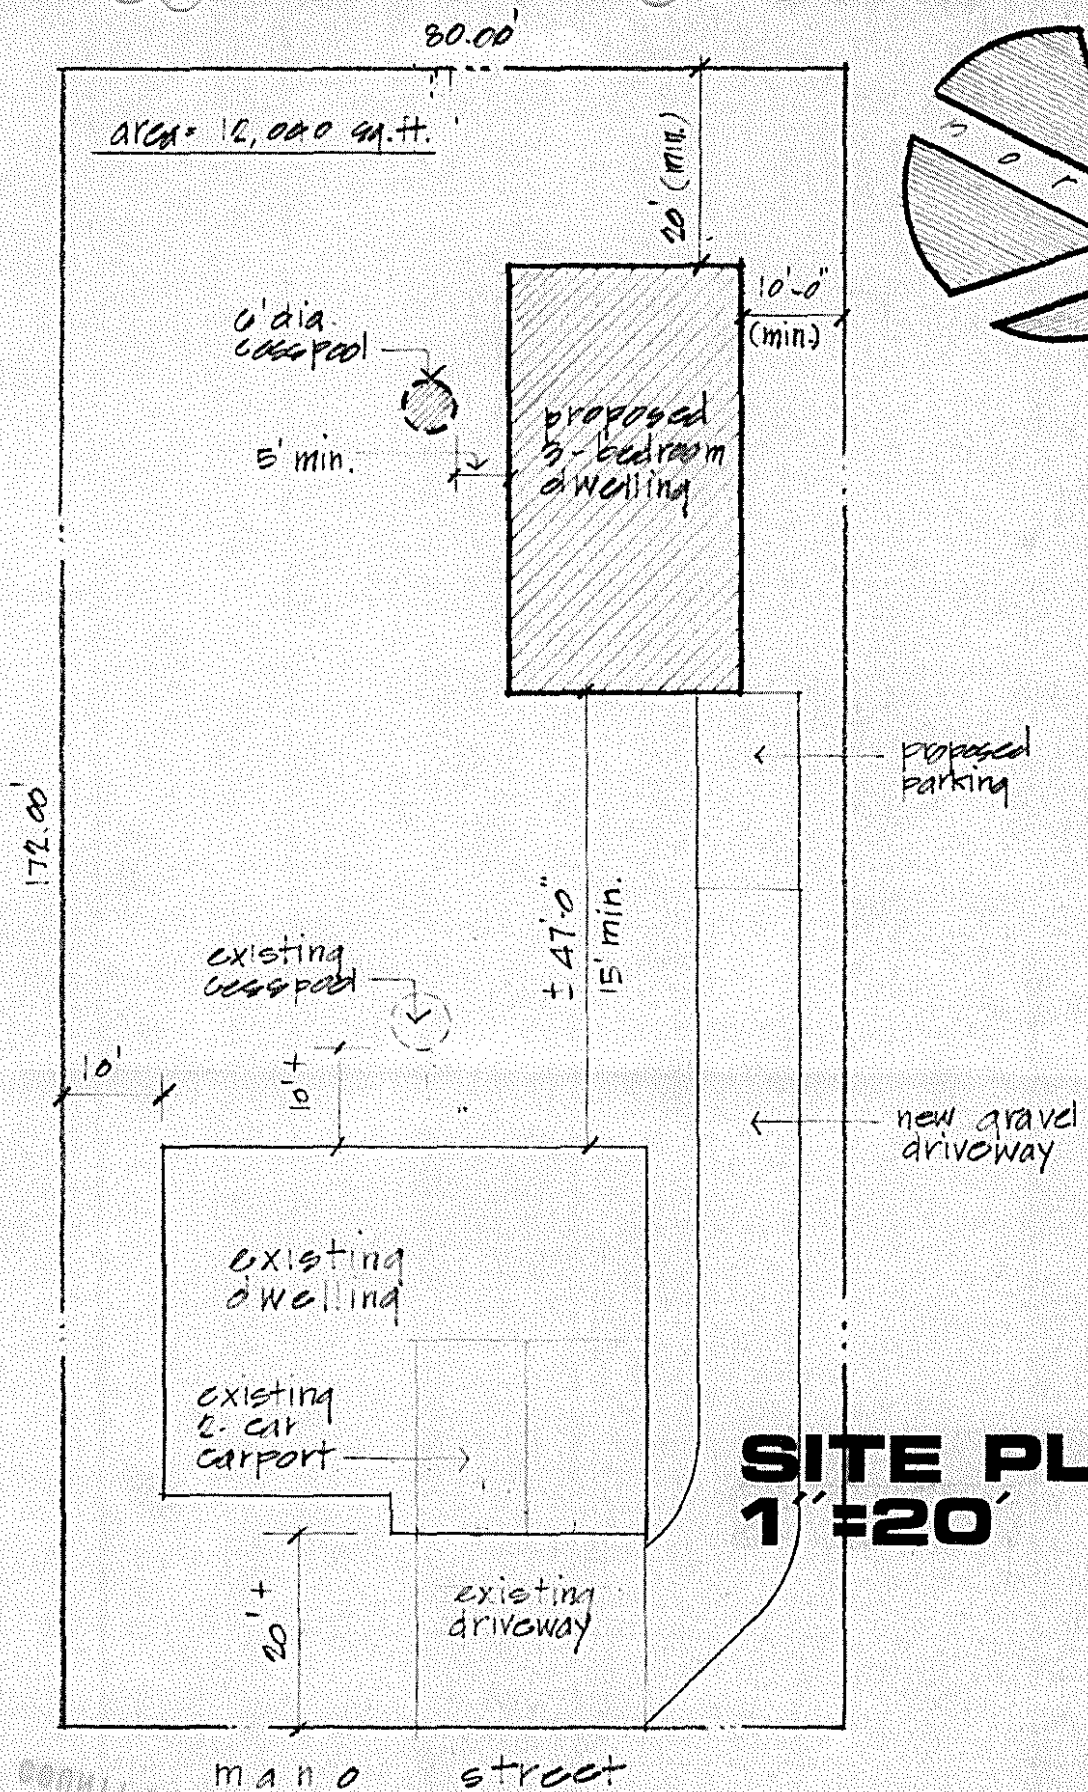 80.00'
area= 12,000 sq.ft.
20' (min.)
n o r
10'-0"
(min.)
6' dia.
cesspool
5' min.
proposed
3-bedroom
dwelling
172.00'
proposed
parking
± 47'-0"
15' min.
existing
cesspool
10'
10' +
new gravel
driveway
existing
dwelling
existing
2-car
carport
SITE PL
1"=20'
20' +
existing
driveway
mano street